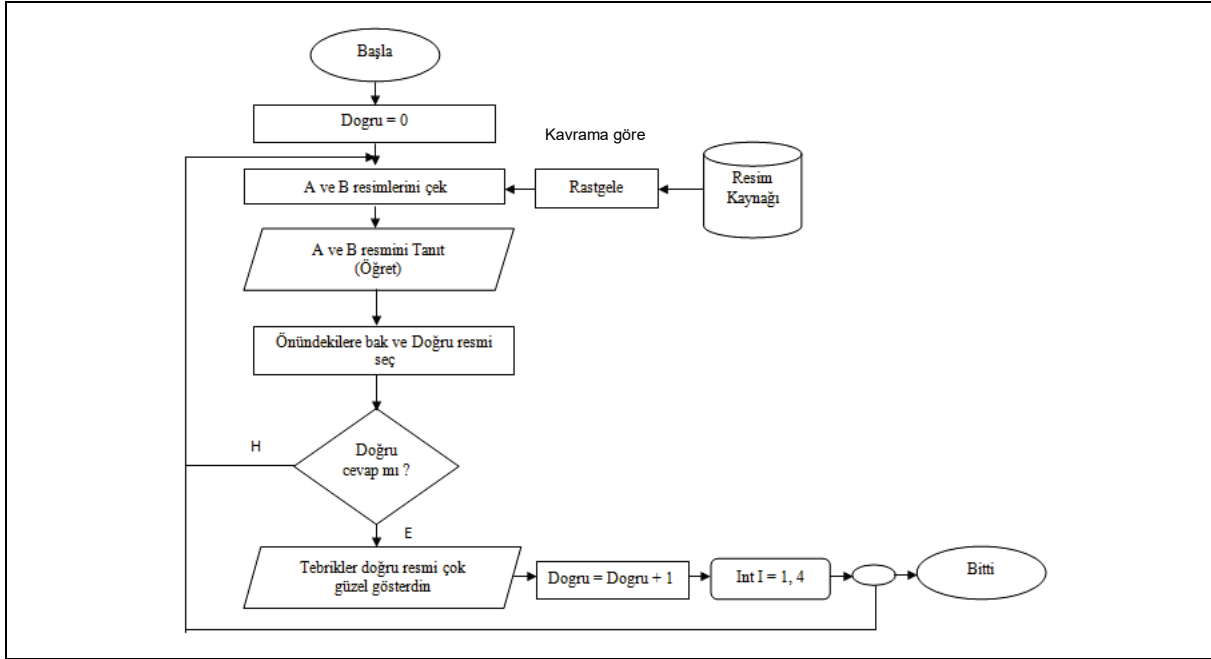 Başla
Dogru = 0
Kavrama göre
A ve B resimlerini çek
Rastgele
Resim
Kaynağı
A ve B resmini Tanıt
(Öğret)
Önündekilere bak ve Doğru resmi
seç
H
Doğru
cevap mı ?
E
Tebrikler doğru resmi çok
güzel gösterdin
Dogru = Dogru + 1
Int I = 1, 4
Bitti